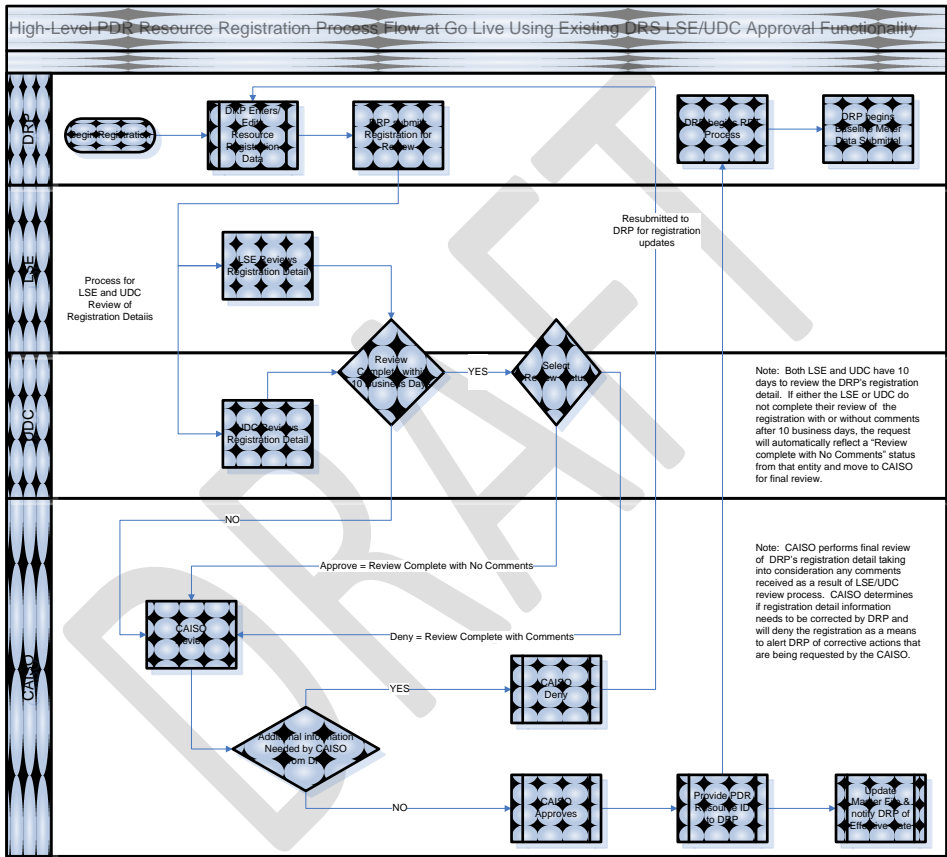 High-Level PDR Resource Registration Process Flow at Go Live Using Existing DRS LSE/UDC Approval Functionality
DRP
Begin Registration
DRP Enters/
Edits
Resource
Registration
Data
DRP submits
Registration for
Review
DRP begins
Process
DRP begins
Baseline Meter
Data Submittal
LSE
Process for
LSE and UDC
Review of
Registration Details
LSE Reviews
Registration Detail
Resubmitted to
DRP for registration
updates
UDC
UDC Reviews
Registration Detail
Review
Complete within
10 Business Days
YES
Select
Review Status
Note: Both LSE and UDC have 10
days to review the DRP's registration
detail. If either the LSE or UDC do
not complete their review of the
registration with or without comments
after 10 business days, the request
will automatically reflect a “Review
complete with No Comments” status
from that entity and move to CAISO
for final review.
CAISO
NO
Approve = Review Complete with No Comments
Deny = Review Complete with Comments
CAISO
Review
Note: CAISO performs final review
of DRP's registration detail taking
into consideration any comments
received as a result of LSE/UDC
review process. CAISO determines
if registration detail information
needs to be corrected by DRP and
will deny the registration as a means
to alert DRP of corrective actions that
are being requested by the CAISO.
Additional information
Needed by CAISO
from DRP
YES
CAISO
Deny
NO
CAISO
Approves
Provide PDR
Resource ID
to DRP
Update
Master File &
notify DRP of
Effective Date
DRAFT